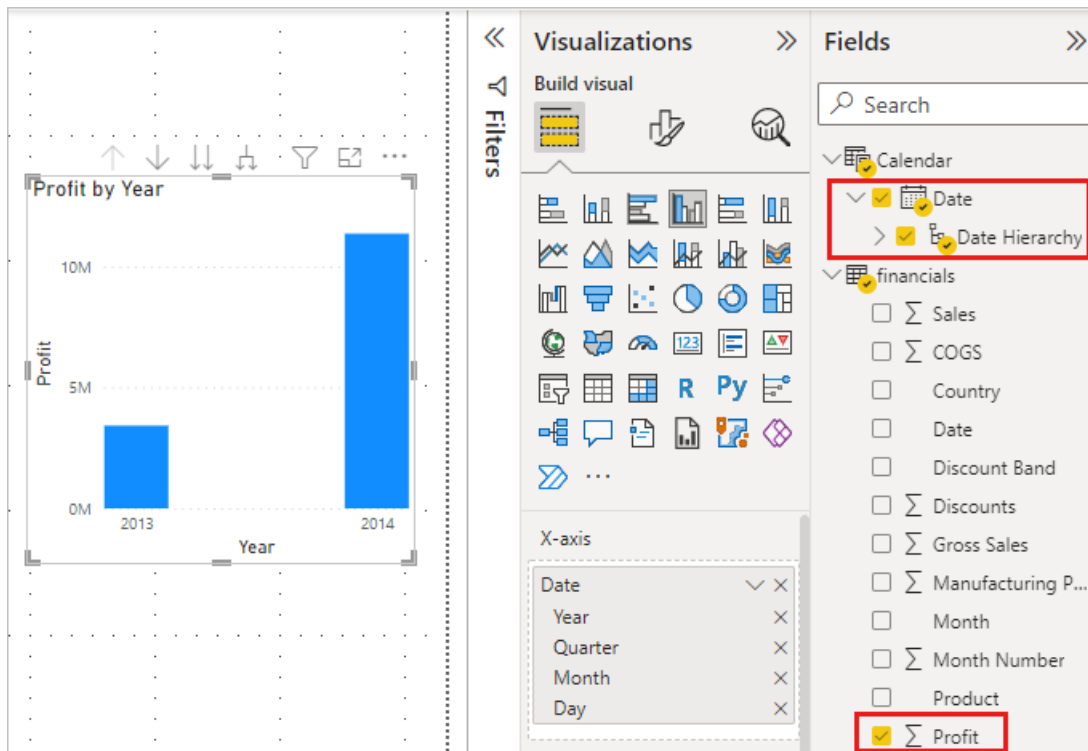 Profit by Year
10M
5M
0M
Profit
2013
2014
Year
Filters
Visualizations
Build visual
123
R
Py
X-axis
Date
Year
Quarter
Month
Day
Fields
Search
Calendar
Date
Date Hierarchy
financials
Sales
COGS
Country
Date
Discount Band
Discounts
Gross Sales
Manufacturing P...
Month
Month Number
Product
Profit